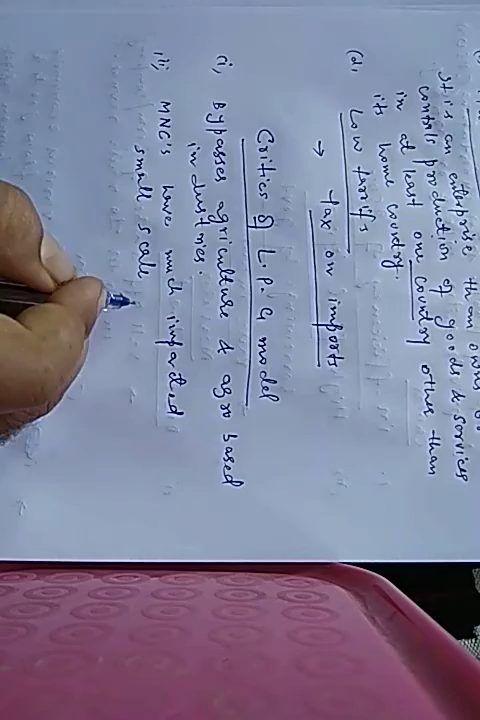 than owns or
It is an enterprise
controls production of goods & services
in at least one country other than
its home country.
(d) Low tariffs
→ tax on imports
Critics of L.P.G model
(i) Bypasses agriculture & agro based
industries.
ii) MNC's have much impacted
small scale